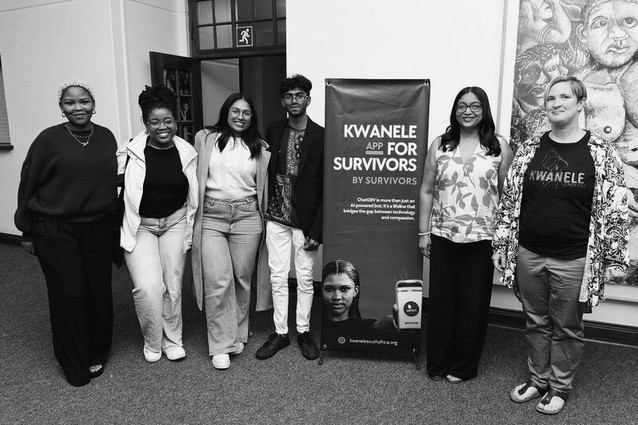 KWANELE
APP FOR
SURVIVORS
BY SURVIVORS
ChatGBV is more than just an
AI-powered bot; it's a lifeline that
bridges the gap between technology
and compassion.
kwanelesouthafrica.org
KWANELE